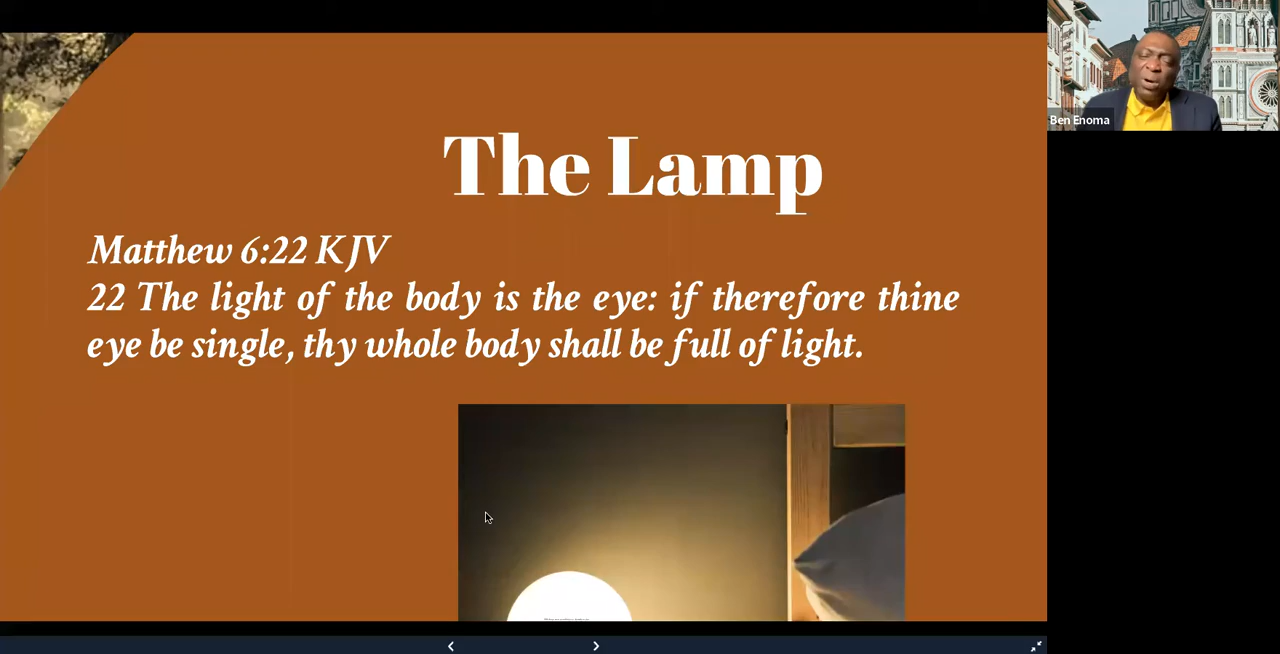 The Lamp
Matthew 6:22 KJV
22 The light of the body is the eye: if therefore thine
eye be single, thy whole body shall be full of light.
Ben Enoma